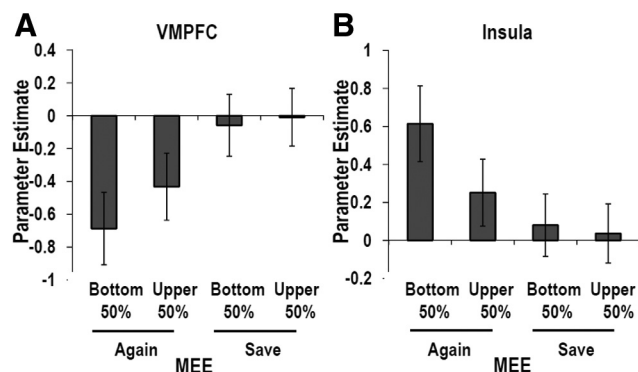 A
VMPFC
Parameter Estimate
0.4
0.2
0
-0.2
-0.4
-0.6
-0.8
-1
Bottom 50%
Upper 50%
Bottom 50%
Upper 50%
Again
Save
MEE
B
Insula
Parameter Estimate
1
0.8
0.6
0.4
0.2
0
-0.2
Bottom 50%
Upper 50%
Bottom 50%
Upper 50%
Again
Save
MEE